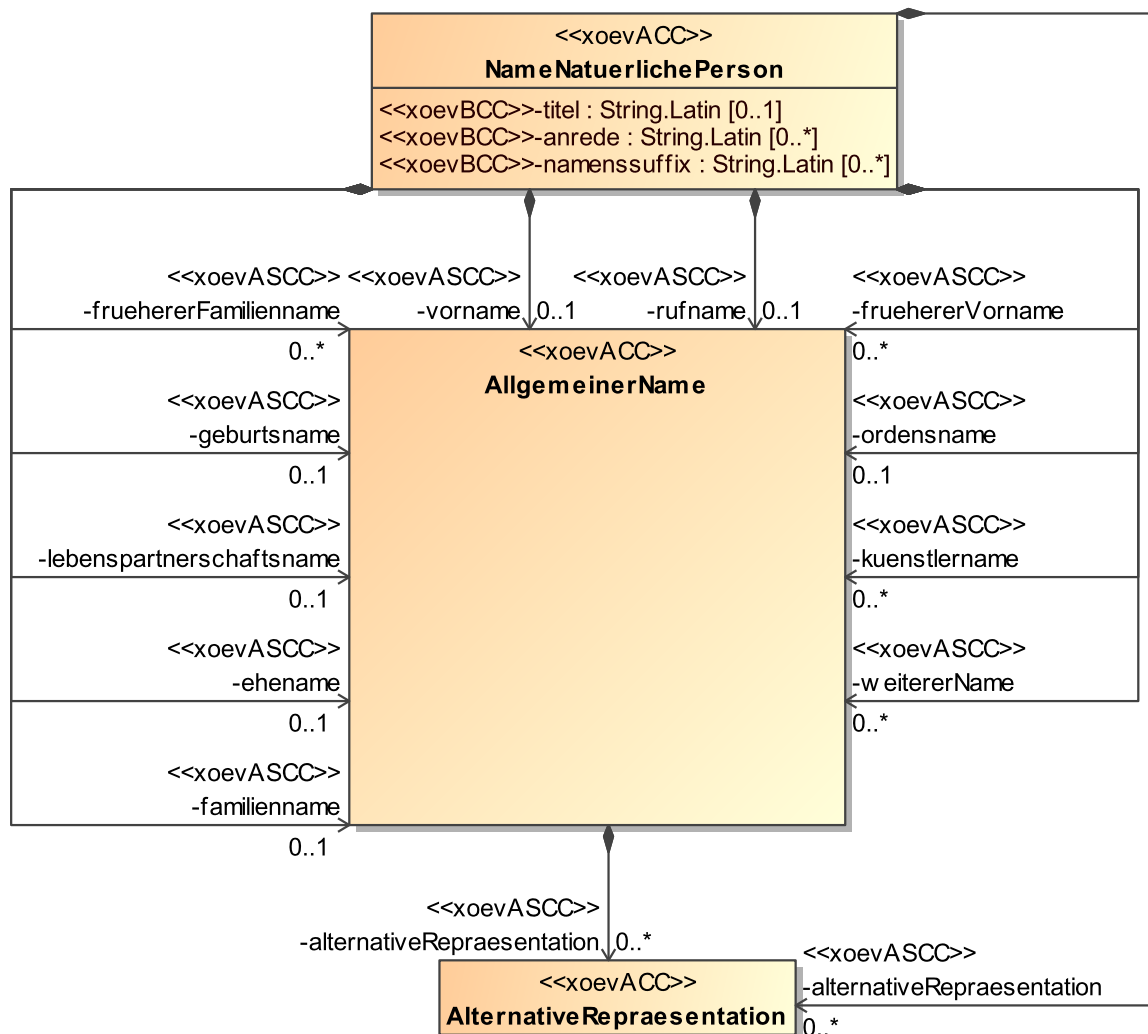 <<xoevACC>>
NameNatuerlichePerson
<<xoevBCC>>-titel : String.Latin [0..1]
<<xoevBCC>>-anrede : String.Latin [0..*]
<<xoevBCC>>-namenssuffix : String.Latin [0..*]
<<xoevASCC>>
-fruehererFamilienname
0..*
<<xoevASCC>>
-vorname
0..1
<<xoevASCC>>
-rufname
0..1
<<xoevASCC>>
-fruehererVorname
0..*
<<xoevACC>>
AllgemeinerName
<<xoevASCC>>
-geburtsname
0..1
<<xoevASCC>>
-ordensname
0..1
<<xoevASCC>>
-lebenspartnerschaftsname
0..1
<<xoevASCC>>
-kuenstlername
0..*
<<xoevASCC>>
-ehename
0..1
<<xoevASCC>>
-weitererName
0..*
<<xoevASCC>>
-familienname
0..1
<<xoevASCC>>
-alternativeRepraesentation
0..*
<<xoevACC>>
AlternativeRepraesentation
<<xoevASCC>>
-alternativeRepraesentation
0..*